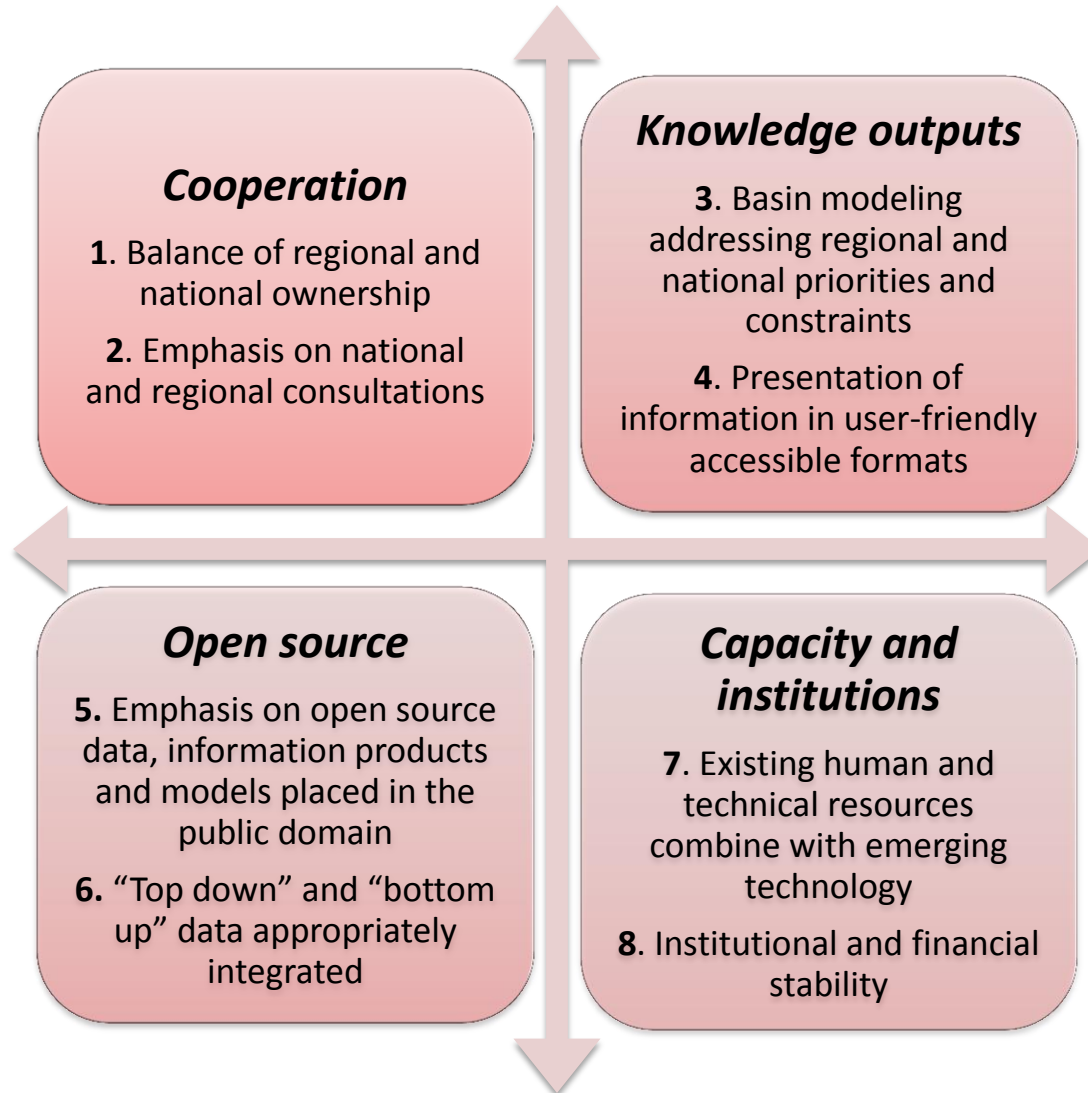 Cooperation
1. Balance of regional and
national ownership
2. Emphasis on national
and regional consultations
Knowledge outputs
3. Basin modeling
addressing regional and
national priorities and
constraints
4. Presentation of
information in user-friendly
accessible formats
Open source
5. Emphasis on open source
data, information products
and models placed in the
public domain
6. “Top down” and “bottom
up” data appropriately
integrated
Capacity and
institutions
7. Existing human and
technical resources
combine with emerging
technology
8. Institutional and financial
stability